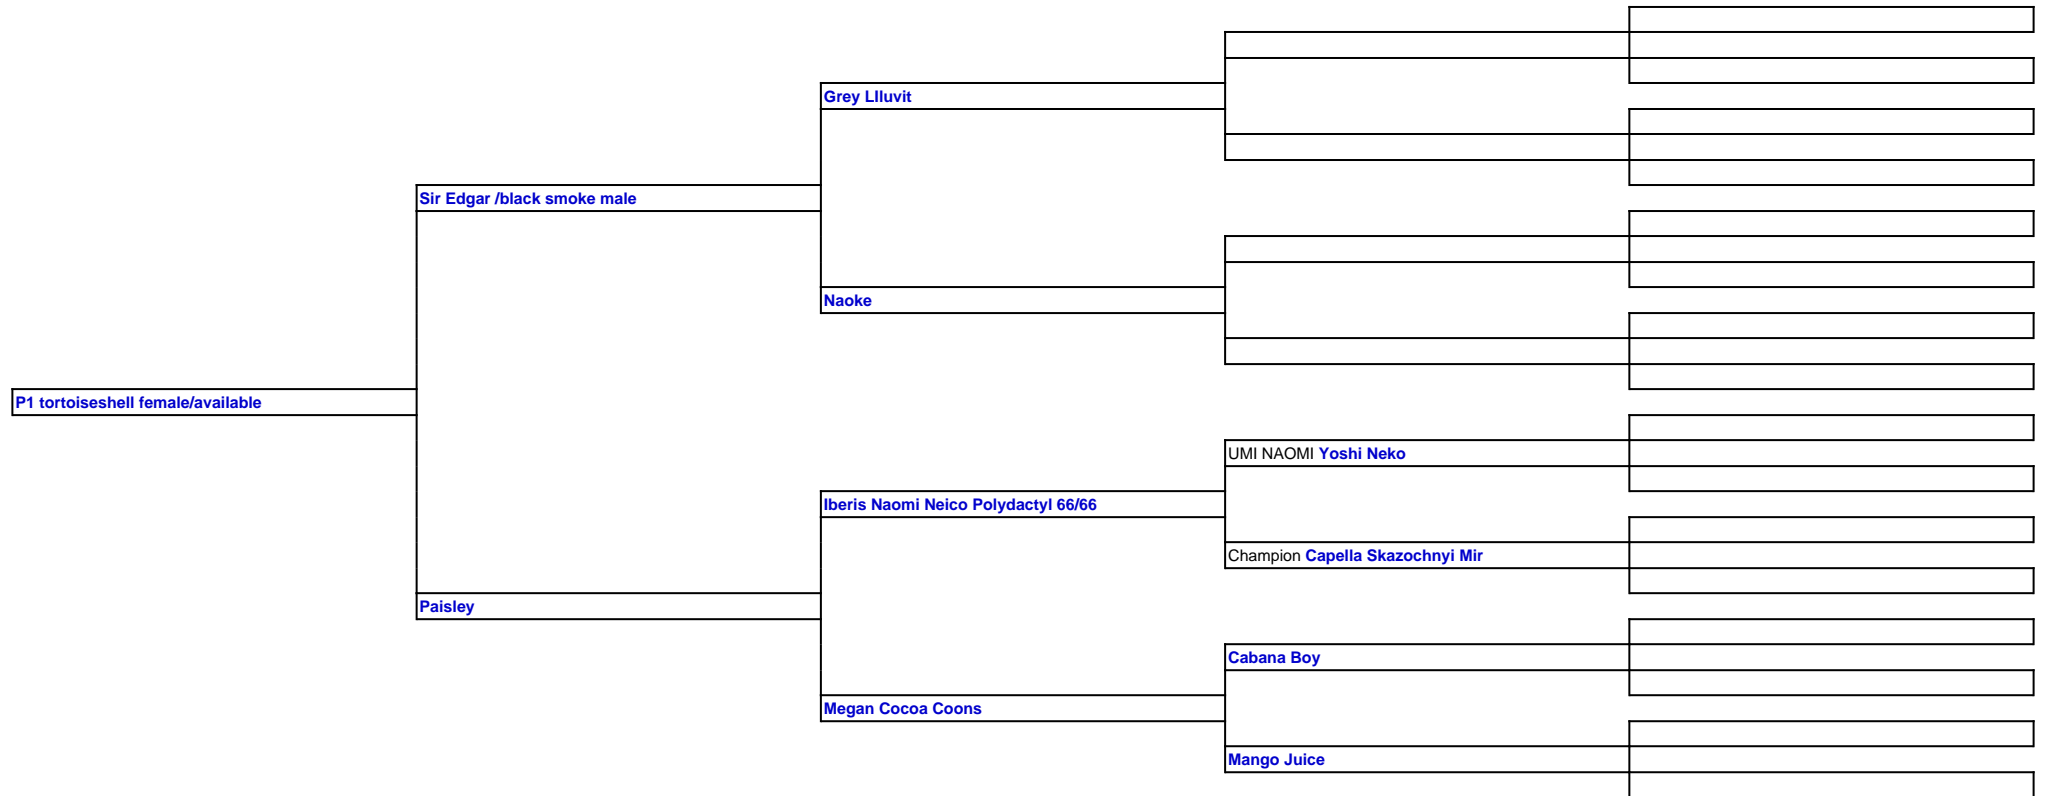 Grey LIluvit
Sir Edgar /black smoke male
Naoke
P1 tortoiseshell female/available
UMI NAOMI Yoshi Neko
Iberis Naomi Neico Polydactyl 66/66
Champion Capella Skazochnyi Mir
Paisley
Cabana Boy
Megan Cocoa Coons
Mango Juice